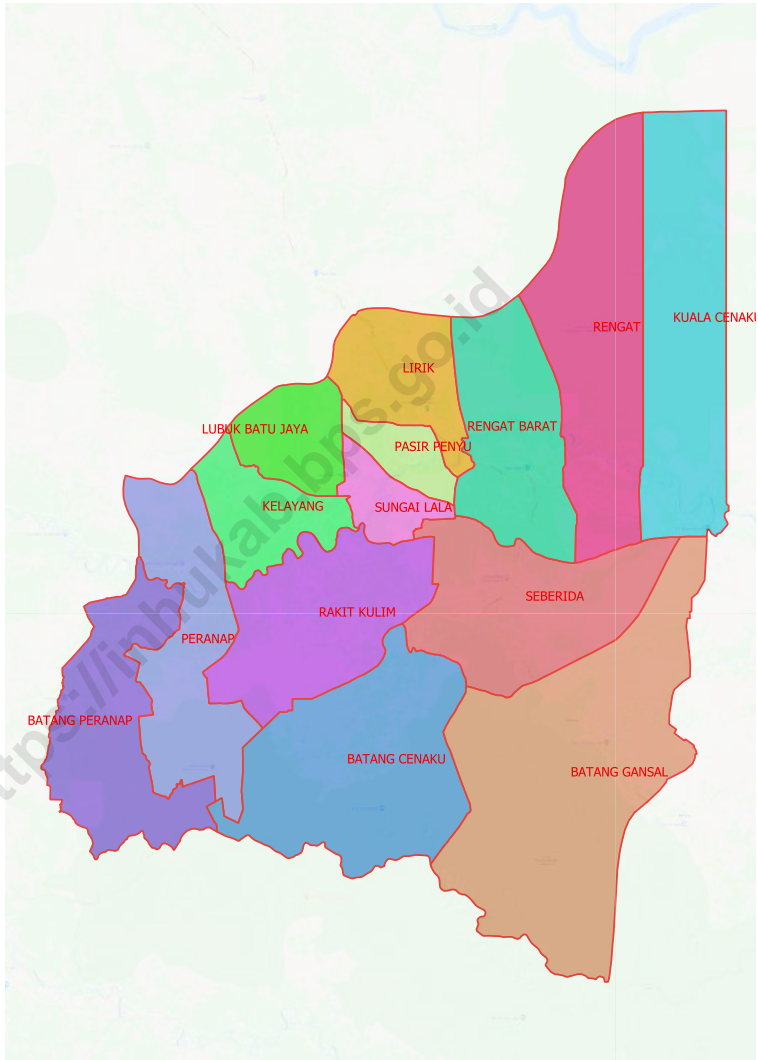 KUALA CENAKU
RENGAT
LIRIK
RENGAT BARAT
LUBUK BATU JAYA
PASIR PENYU
KELAYANG
SUNGAI LALA
SEBERIDA
RAKIT KULIM
PERANAP
BATANG PERANAP
BATANG CENAKU
BATANG GANSAL
https://inhukab.bps.go.id